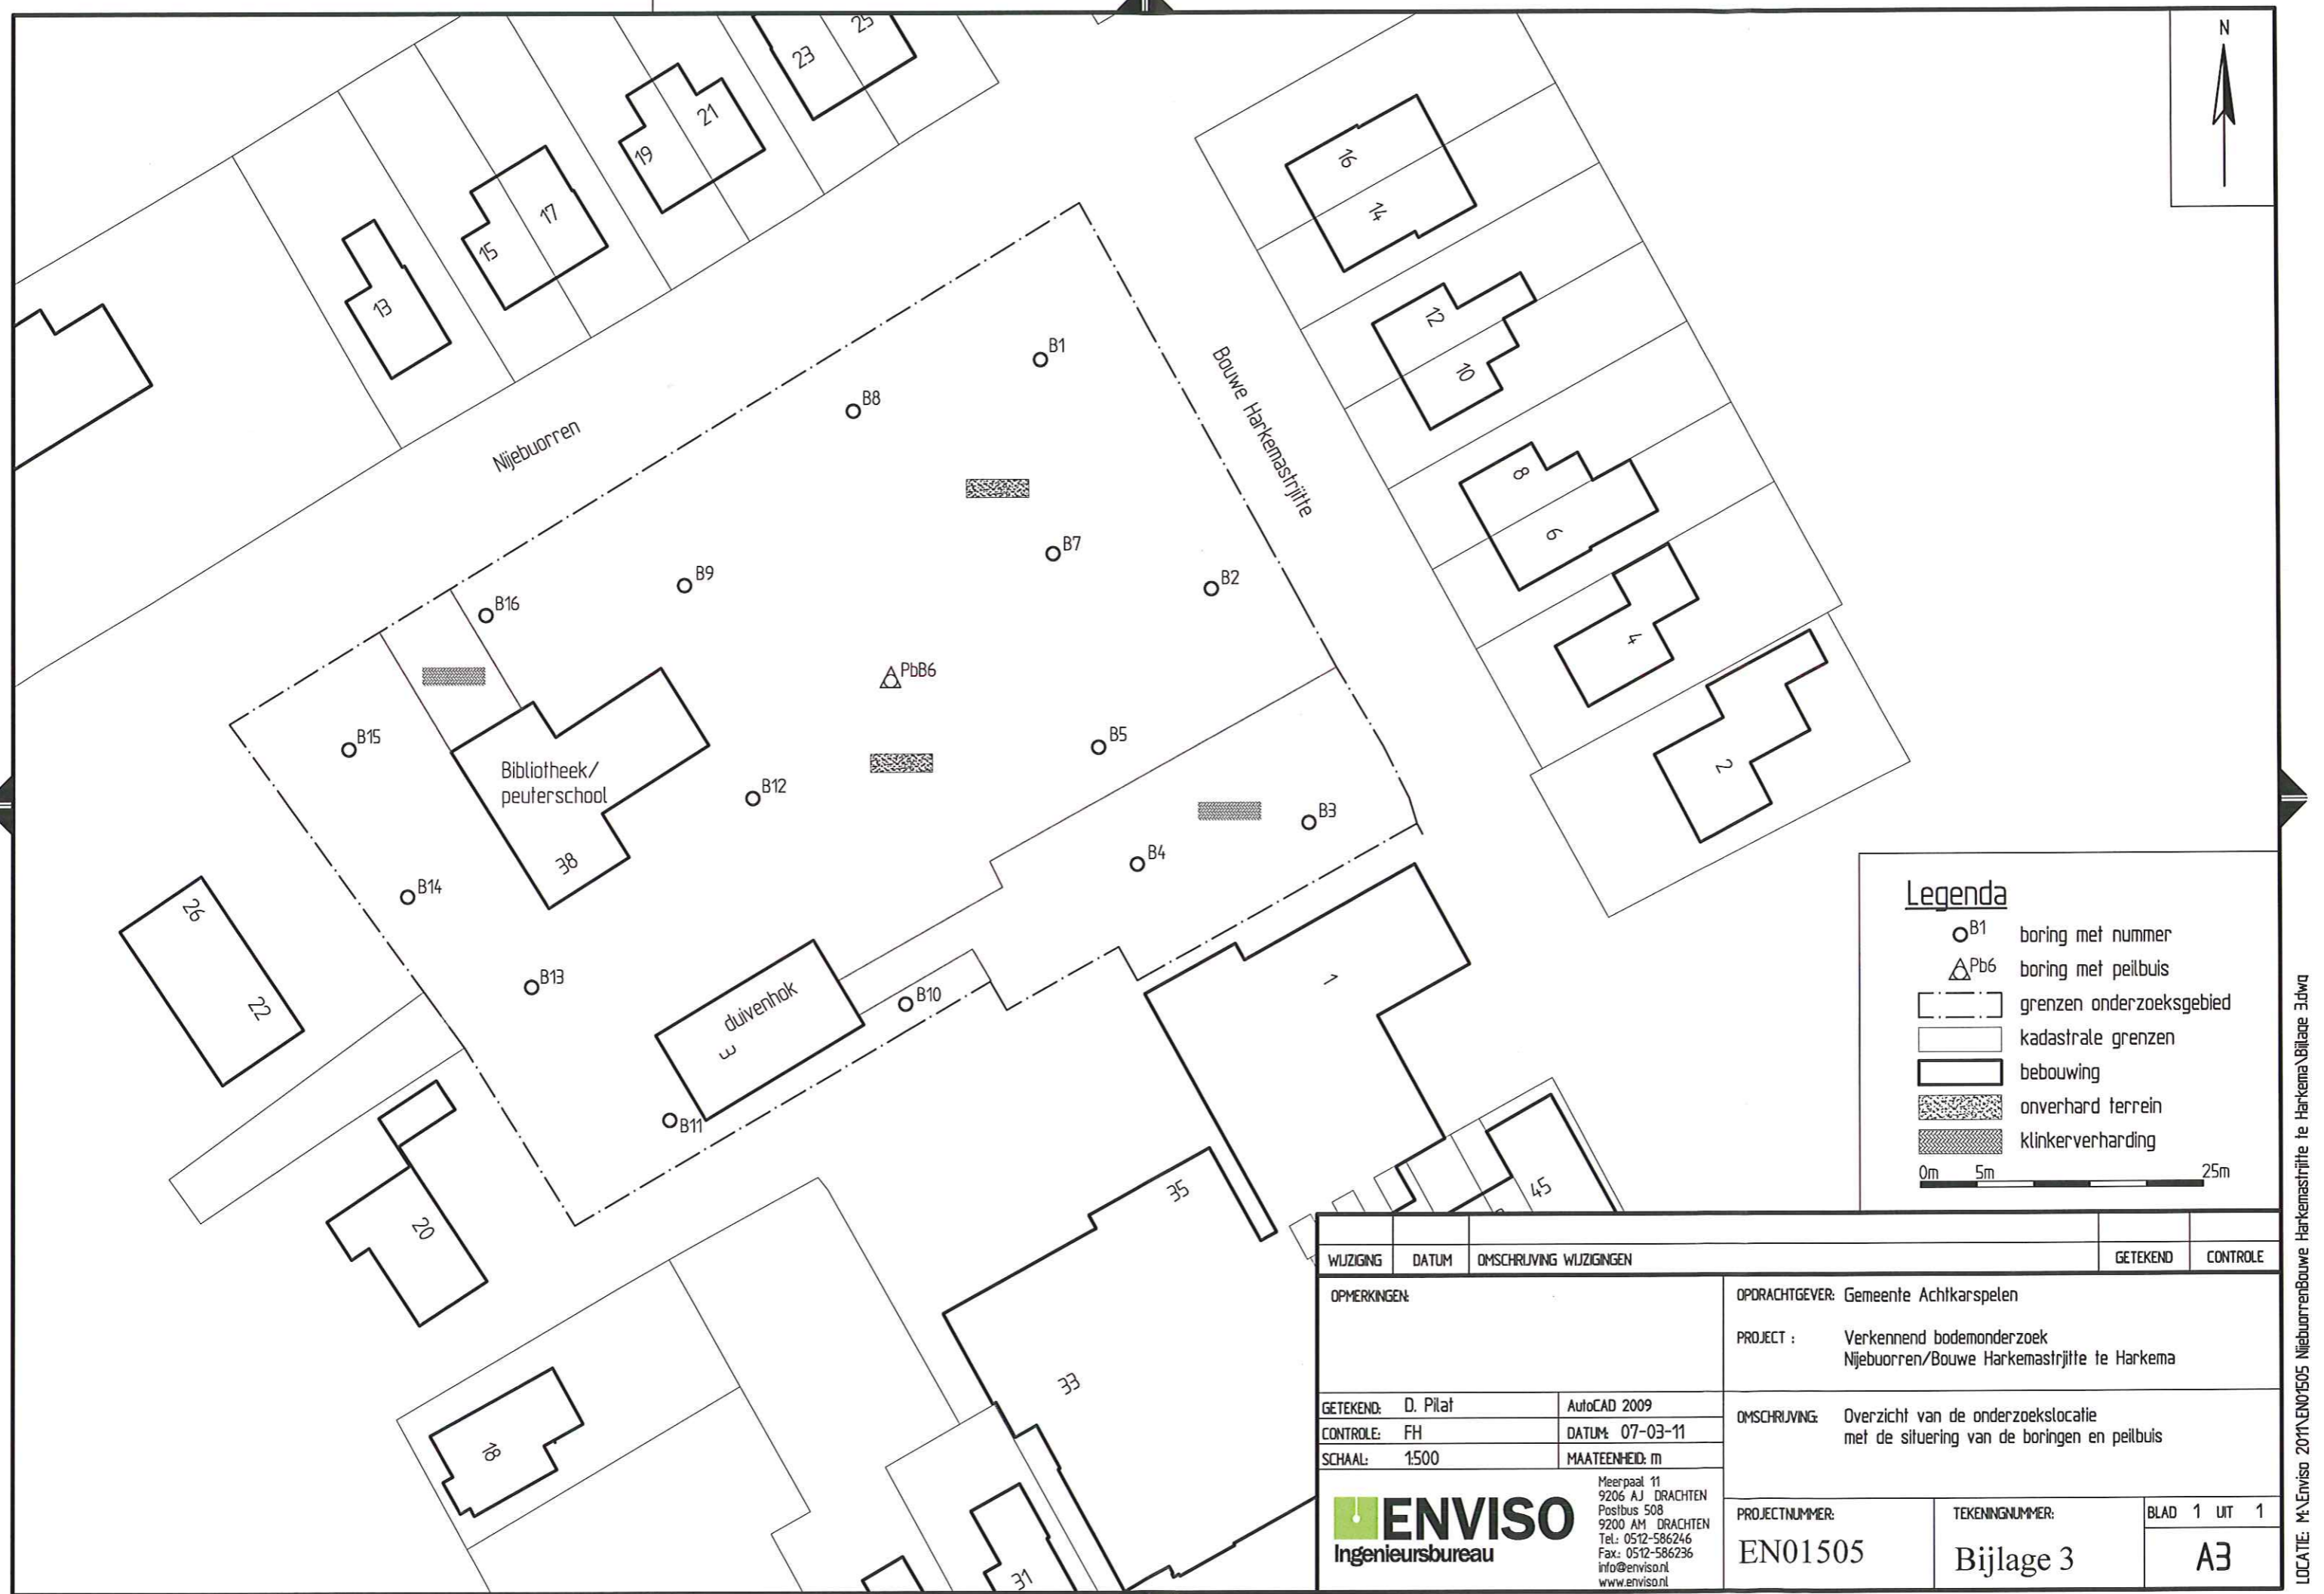 N
25
23
21
19
17
15
13
16
14
12
10
8
6
4
2
Nijebuorren
Bouwe Harkemastrjitte
B1
B8
B7
B9
B2
B16
PbB6
B15
B5
Bibliotheek/
peuterschool
B12
38
B3
B4
B14
26
22
B13
duivenhok
3
B10
B11
1
20
35
45
33
18
31
Legenda
B1 boring met nummer
Pb6 boring met peilbuis
grenzen onderzoeksgebied
kadastrale grenzen
bebouwing
onverhard terrein
klinkerverharding
0m 5m 25m
WIJZIGING DATUM OMSCHRIJVING WIJZIGINGEN GETEKEND CONTROLE
OPMERKINGEN:
OPDRACHTGEVER: Gemeente Achtkarspelen
PROJECT : Verkennend bodemonderzoek
Nijebuorren/Bouwe Harkemastrjitte te Harkema
GETEKEND: D. Pilat AutoCAD 2009
CONTROLE: FH DATUM: 07-03-11
SCHAAL: 1:500 MAATEENHEID: m
OMSCHRIJVING: Overzicht van de onderzoekslocatie
met de situering van de boringen en peilbuis
ENVISO
Ingenieursbureau
Meerpaal 11
9206 AJ DRACHTEN
Postbus 508
9200 AM DRACHTEN
Tel.: 0512-586246
Fax.: 0512-586236
info@enviso.nl
www.enviso.nl
PROJECTNUMMER:
EN01505
TEKENINGNUMMER:
Bijlage 3
BLAD 1 UIT 1
A3
LOCATIE: M:\Enviso 2011\EN01505 NijebuorrenBouwe Harkemastrjitte te Harkema\Bijlage 3.dwg